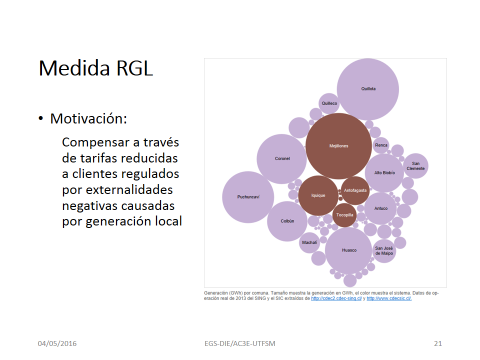 Medida RGL
• Motivación:
Compensar a través
de tarifas reducidas
a clientes regulados
por externalidades
negativas causadas
por generación local
Quillota
Quilleco
Mejillones
Renca
Coronel
San
Clemente
Alto Biobío
Puchuncaví
Iquique
Antofagasta
Arauco
Tocopilla
Colbún
Machalí
Huasco
San José
de Maipo
Generación (GWh) por comuna. Tamaño muestra la generación en GWh, el color muestra el sistema. Datos de op-
eración real de 2013 del SING y el SIC extraídos de http://cdec2.cdec-sing.cl/ y http://www.cdecsic.cl/.
04/05/2016
EGS-DIE/AC3E-UTFSM
21